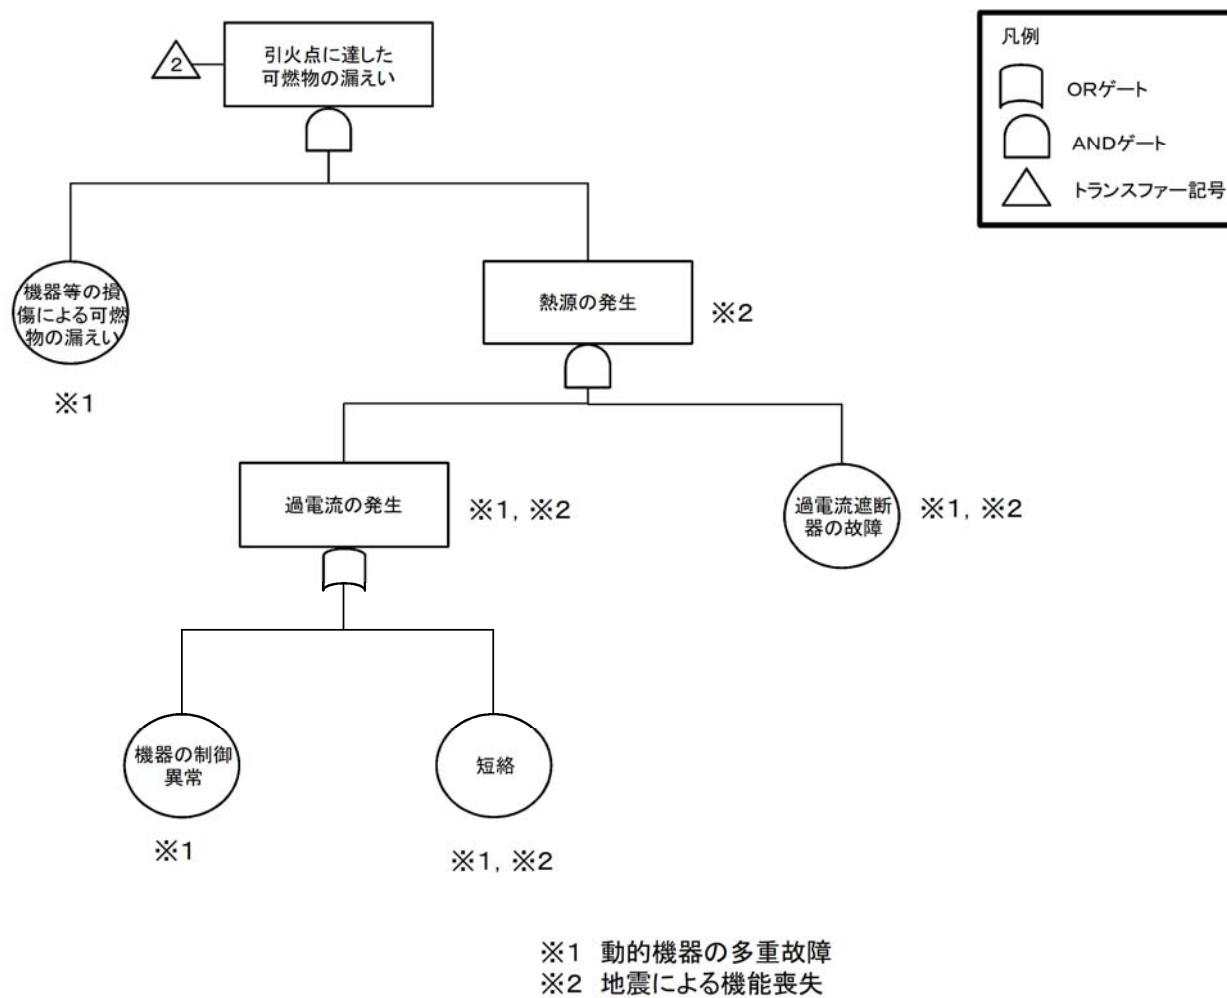 2
引火点に達した
可燃物の漏えい
凡例
ORゲート
ANDゲート
トランスファー記号
機器等の損
傷による可燃
物の漏えい
※1
熱源の発生
※2
過電流の発生
※1, ※2
過電流遮断
器の故障
※1, ※2
機器の制御
異常
※1
短絡
※1, ※2
※1 動的機器の多重故障
※2 地震による機能喪失